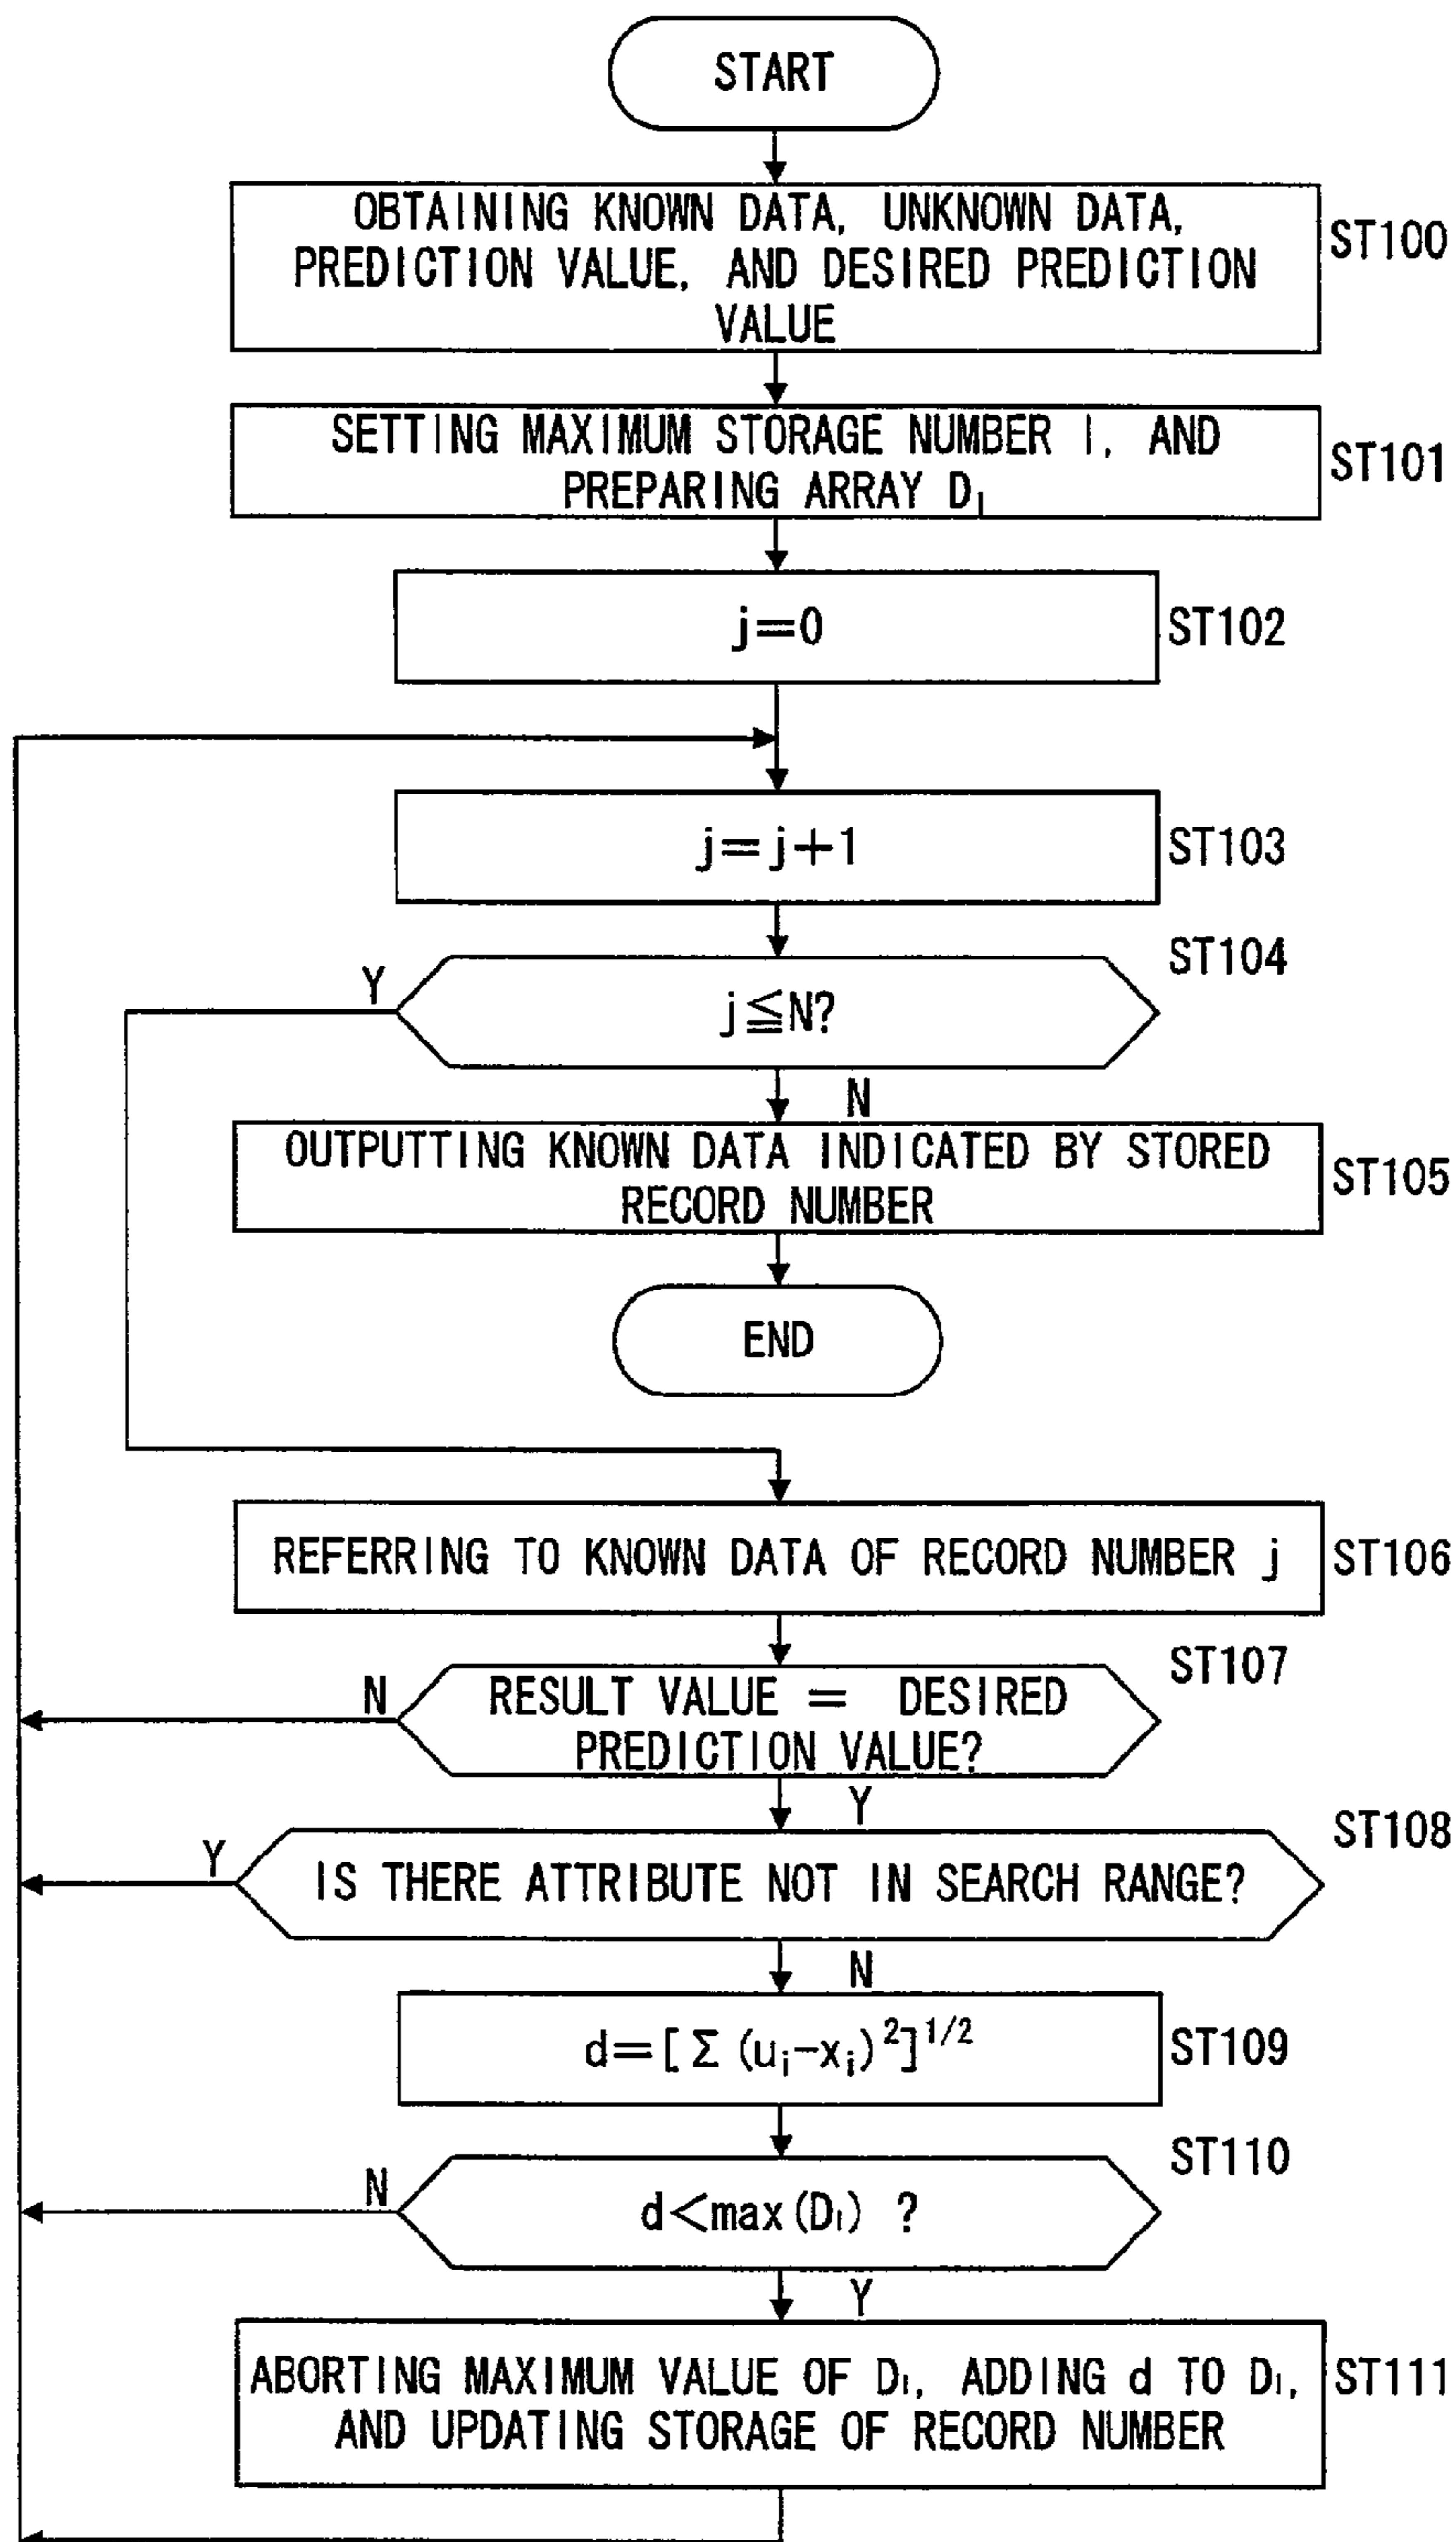 START
OBTAINING KNOWN DATA, UNKNOWN DATA,
PREDICTION VALUE, AND DESIRED PREDICTION
VALUE
ST100
SETTING MAXIMUM STORAGE NUMBER I, AND
PREPARING ARRAY Dı
ST101
j=0
ST102
j=j+1
ST103
ST104
Y
j≦N?
N
OUTPUTTING KNOWN DATA INDICATED BY STORED
RECORD NUMBER
ST105
END
REFERRING TO KNOWN DATA OF RECORD NUMBER j
ST106
ST107
N
RESULT VALUE = DESIRED
PREDICTION VALUE?
Y
ST108
Y
IS THERE ATTRIBUTE NOT IN SEARCH RANGE?
N
d=[Σ(uᵢ-xᵢ)²]^1/2
ST109
ST110
N
d<max(Dı) ?
Y
ABORTING MAXIMUM VALUE OF Dı, ADDING d TO Dı,
AND UPDATING STORAGE OF RECORD NUMBER
ST111